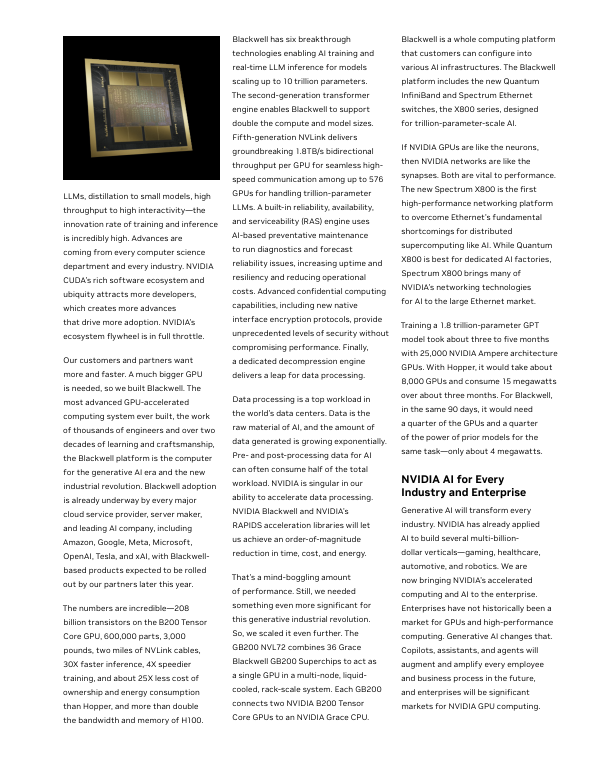 LLMs, distillation to small models, high
throughput to high interactivity—the
innovation rate of training and inference
is incredibly high. Advances are
coming from every computer science
department and every industry. NVIDIA
CUDA's rich software ecosystem and
ubiquity attracts more developers,
which creates more advances
that drive more adoption. NVIDIA's
ecosystem flywheel is in full throttle.
Our customers and partners want
more and faster. A much bigger GPU
is needed, so we built Blackwell. The
most advanced GPU-accelerated
computing system ever built, the work
of thousands of engineers and over two
decades of learning and craftsmanship,
the Blackwell platform is the computer
for the generative AI era and the new
industrial revolution. Blackwell adoption
is already underway by every major
cloud service provider, server maker,
and leading AI company, including
Amazon, Google, Meta, Microsoft,
OpenAI, Tesla, and xAI, with Blackwell-
based products expected to be rolled
out by our partners later this year.
The numbers are incredible—208
billion transistors on the B200 Tensor
Core GPU, 600,000 parts, 3,000
pounds, two miles of NVLink cables,
30X faster inference, 4X speedier
training, and about 25X less cost of
ownership and energy consumption
than Hopper, and more than double
the bandwidth and memory of H100.
Blackwell has six breakthrough
technologies enabling AI training and
real-time LLM inference for models
scaling up to 10 trillion parameters.
The second-generation transformer
engine enables Blackwell to support
double the compute and model sizes.
Fifth-generation NVLink delivers
groundbreaking 1.8TB/s bidirectional
throughput per GPU for seamless high-
speed communication among up to 576
GPUs for handling trillion-parameter
LLMs. A built-in reliability, availability,
and serviceability (RAS) engine uses
AI-based preventative maintenance
to run diagnostics and forecast
reliability issues, increasing uptime and
resiliency and reducing operational
costs. Advanced confidential computing
capabilities, including new native
interface encryption protocols, provide
unprecedented levels of security without
compromising performance. Finally,
a dedicated decompression engine
delivers a leap for data processing.
Data processing is a top workload in
the world's data centers. Data is the
raw material of AI, and the amount of
data generated is growing exponentially.
Pre- and post-processing data for AI
can often consume half of the total
workload. NVIDIA is singular in our
ability to accelerate data processing.
NVIDIA Blackwell and NVIDIA's
RAPIDS acceleration libraries will let
us achieve an order-of-magnitude
reduction in time, cost, and energy.
That's a mind-boggling amount
of performance. Still, we needed
something even more significant for
this generative industrial revolution.
So, we scaled it even further. The
GB200 NVL72 combines 36 Grace
Blackwell GB200 Superchips to act as
a single GPU in a multi-node, liquid-
cooled, rack-scale system. Each GB200
connects two NVIDIA B200 Tensor
Core GPUs to an NVIDIA Grace CPU.
Blackwell is a whole computing platform
that customers can configure into
various AI infrastructures. The Blackwell
platform includes the new Quantum
InfiniBand and Spectrum Ethernet
switches, the X800 series, designed
for trillion-parameter-scale AI.
If NVIDIA GPUs are like the neurons,
then NVIDIA networks are like the
synapses. Both are vital to performance.
The new Spectrum X800 is the first
high-performance networking platform
to overcome Ethernet's fundamental
shortcomings for distributed
supercomputing like AI. While Quantum
X800 is best for dedicated AI factories,
Spectrum X800 brings many of
NVIDIA's networking technologies
for AI to the large Ethernet market.
Training a 1.8 trillion-parameter GPT
model took about three to five months
with 25,000 NVIDIA Ampere architecture
GPUs. With Hopper, it would take about
8,000 GPUs and consume 15 megawatts
over about three months. For Blackwell,
in the same 90 days, it would need
a quarter of the GPUs and a quarter
of the power of prior models for the
same task—only about 4 megawatts.
NVIDIA AI for Every
Industry and Enterprise
Generative AI will transform every
industry. NVIDIA has already applied
AI to build several multi-billion-
dollar verticals—gaming, healthcare,
automotive, and robotics. We are
now bringing NVIDIA's accelerated
computing and AI to the enterprise.
Enterprises have not historically been a
market for GPUs and high-performance
computing. Generative AI changes that.
Copilots, assistants, and agents will
augment and amplify every employee
and business process in the future,
and enterprises will be significant
markets for NVIDIA GPU computing.